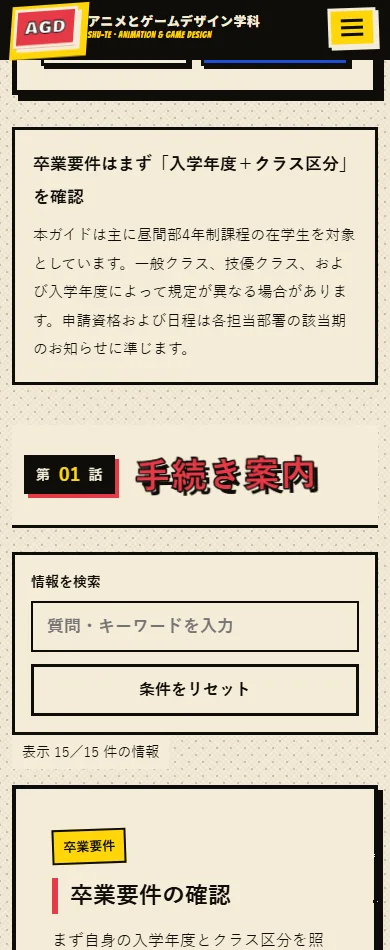 AGD
アニメとゲームデザイン学科
SHU-TE・ANIMATION & GAME DESIGN
卒業要件はまず「入学年度＋クラス区分」
を確認
本ガイドは主に昼間部4年制課程の在学生を対象
としています。一般クラス、技優クラス、およ
び入学年度によって規定が異なる場合がありま
す。申請資格および日程は各担当部署の該当期
のお知らせに準じます。
第 01 話
手続き案内
情報を検索
質問・キーワードを入力
条件をリセット
表示 15／15 件の情報
卒業要件
卒業要件の確認
まず自身の入学年度とクラス区分を照